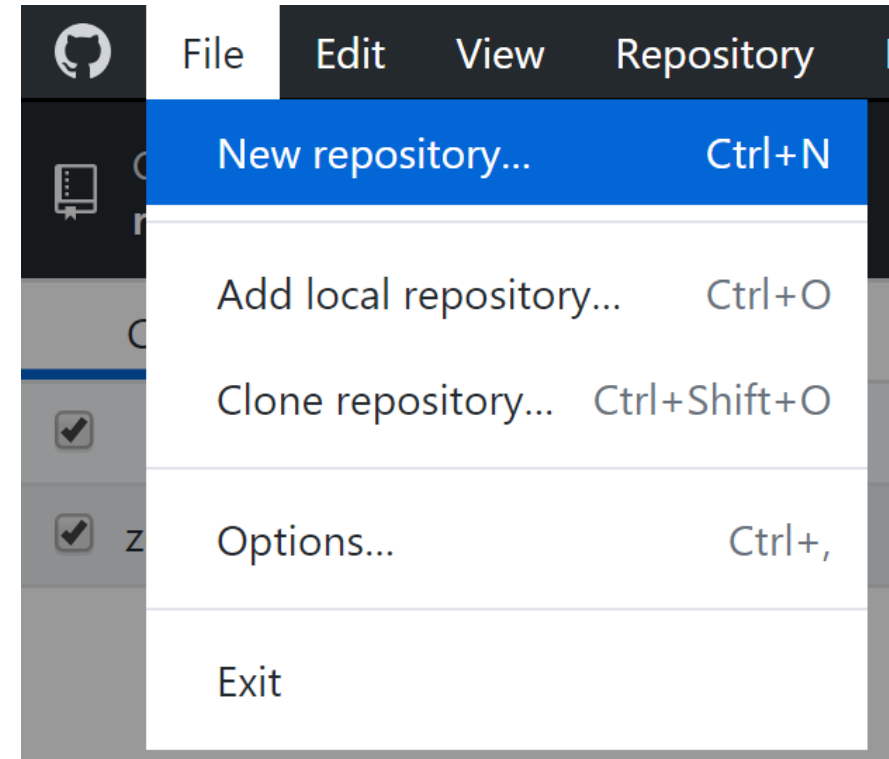 File Edit View Repository
New repository... Ctrl+N
Add local repository... Ctrl+O
Clone repository... Ctrl+Shift+O
Options... Ctrl+,
Exit